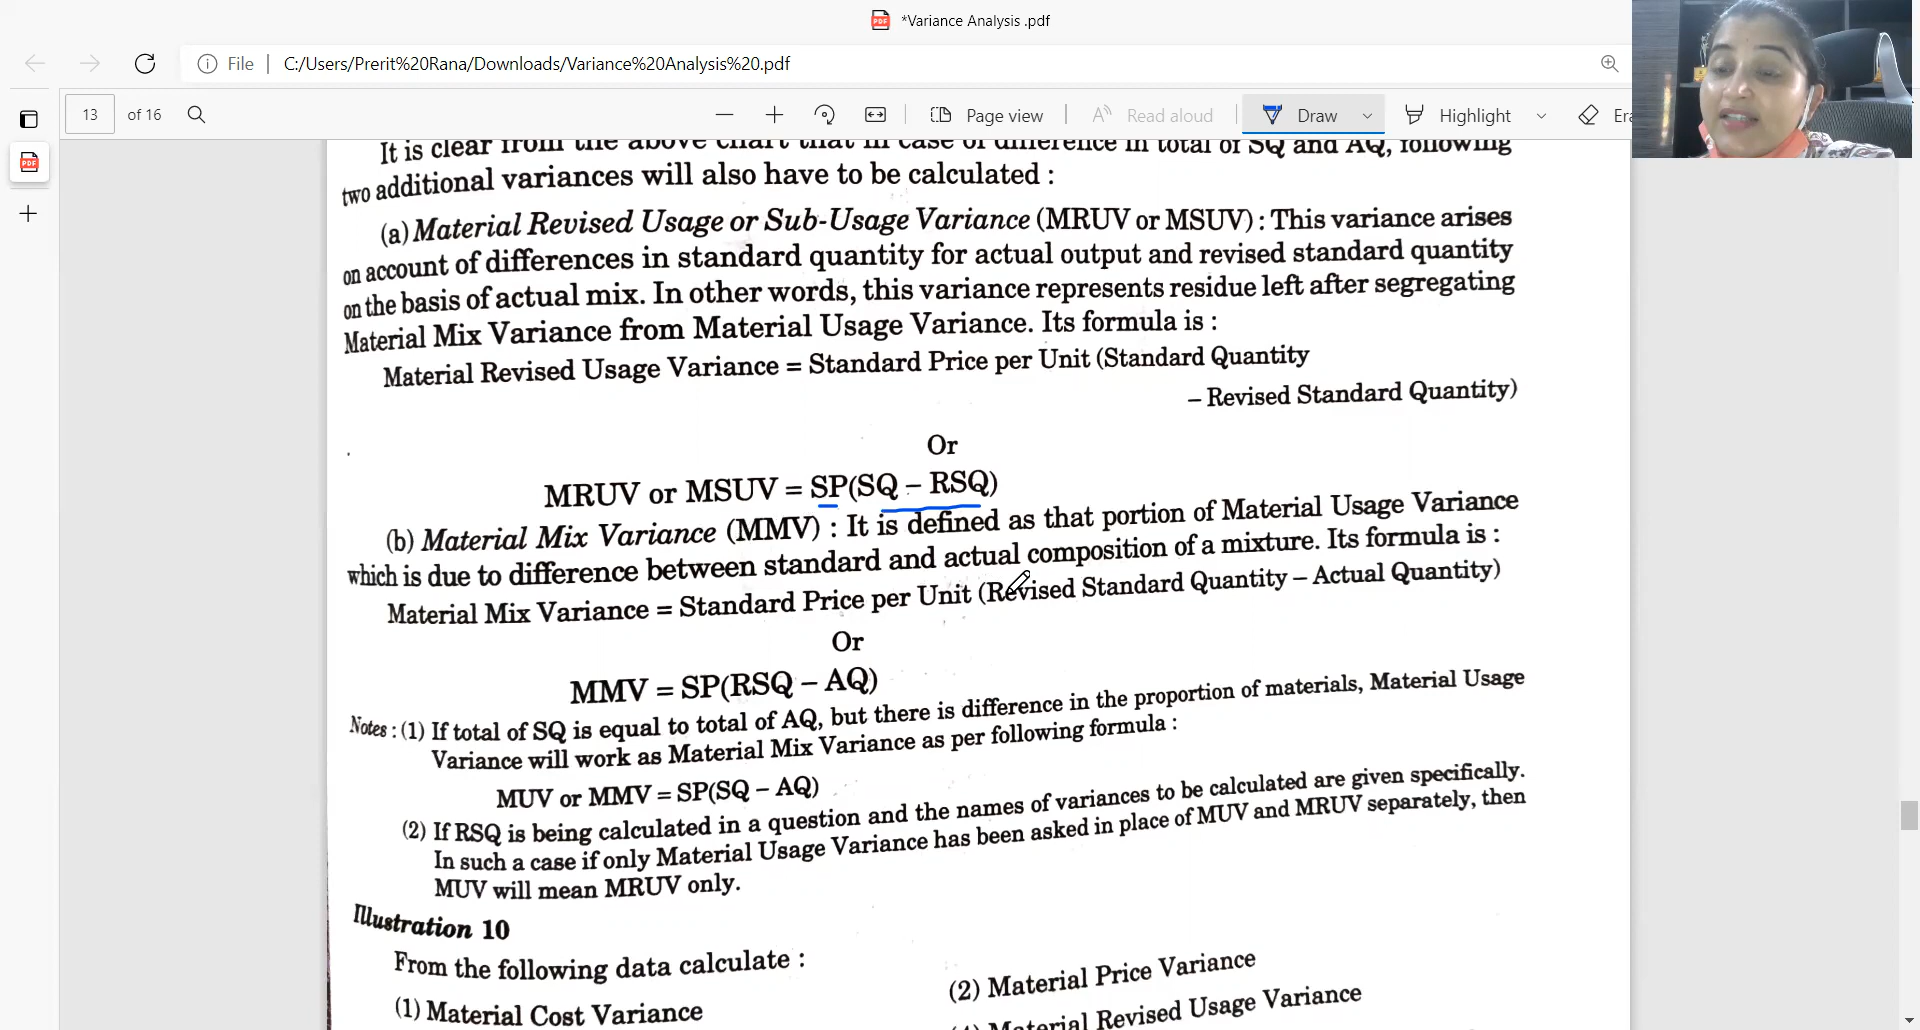 *Variance Analysis .pdf
File
C:/Users/Prerit%20Rana/Downloads/Variance%20Analysis%20.pdf
13 of 16
Page view
Read aloud
Draw
Highlight
It is clear from the above chart that in case of difference in total of SQ and AQ, following
two additional variances will also have to be calculated :
(a) Material Revised Usage or Sub-Usage Variance (MRUV or MSUV) : This variance arises
on account of differences in standard quantity for actual output and revised standard quantity
on the basis of actual mix. In other words, this variance represents residue left after segregating
Material Mix Variance from Material Usage Variance. Its formula is :
Material Revised Usage Variance = Standard Price per Unit (Standard Quantity
– Revised Standard Quantity)
Or
MRUV or MSUV = SP(SQ – RSQ)
(b) Material Mix Variance (MMV) : It is defined as that portion of Material Usage Variance
which is due to difference between standard and actual composition of a mixture. Its formula is :
Material Mix Variance = Standard Price per Unit (Revised Standard Quantity – Actual Quantity)
Or
MMV = SP(RSQ – AQ)
Notes : (1) If total of SQ is equal to total of AQ, but there is difference in the proportion of materials, Material Usage
Variance will work as Material Mix Variance as per following formula :
MUV or MMV = SP(SQ – AQ)
(2) If RSQ is being calculated in a question and the names of variances to be calculated are given specifically.
In such a case if only Material Usage Variance has been asked in place of MUV and MRUV separately, then
MUV will mean MRUV only.
Illustration 10
From the following data calculate :
(1) Material Cost Variance
(2) Material Price Variance
Material Revised Usage Variance